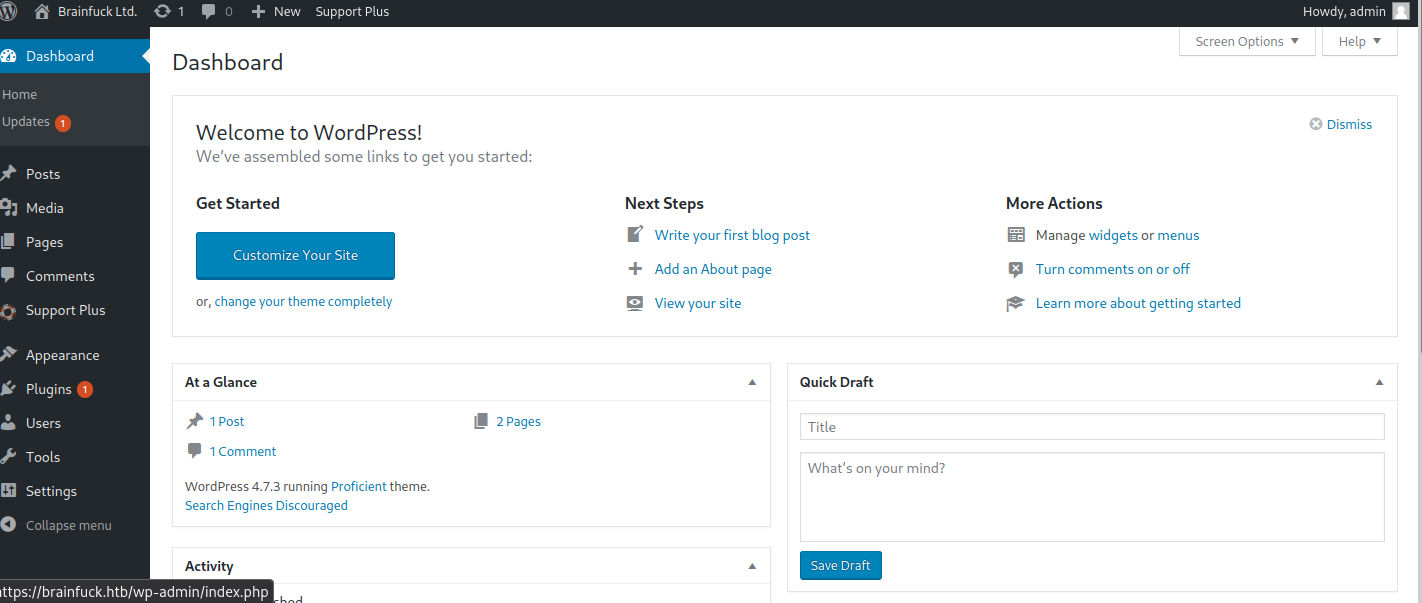 Brainfuck Ltd. 1 0 New Support Plus Howdy, admin
Dashboard
Home
Updates 1
Posts
Media
Pages
Comments
Support Plus
Appearance
Plugins 1
Users
Tools
Settings
Collapse menu
Screen Options Help
Dashboard
Welcome to WordPress!
We've assembled some links to get you started:
Dismiss
Get Started
Customize Your Site
or, change your theme completely
Next Steps
Write your first blog post
Add an About page
View your site
More Actions
Manage widgets or menus
Turn comments on or off
Learn more about getting started
At a Glance
1 Post 2 Pages
1 Comment
WordPress 4.7.3 running Proficient theme.
Search Engines Discouraged
Activity
Quick Draft
Title
What's on your mind?
Save Draft
ttps://brainfuck.htb/wp-admin/index.php